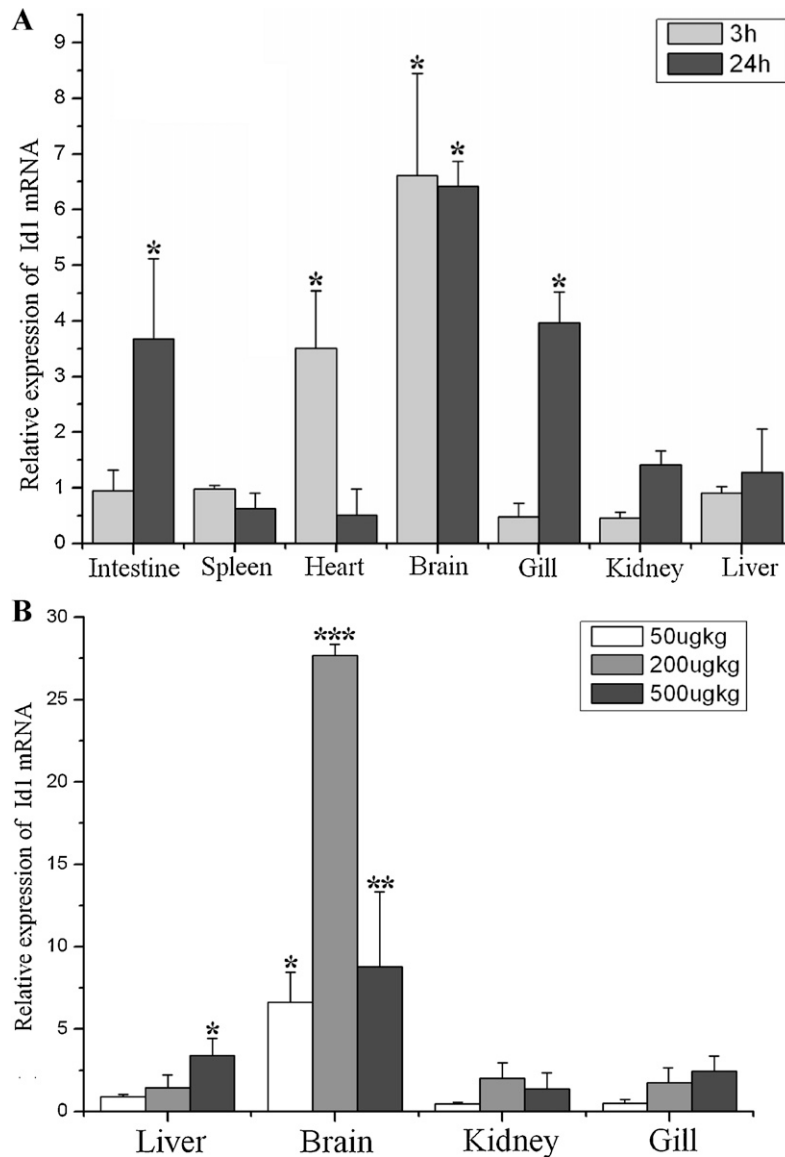 A
3h
24h
Relative expression of Id1 mRNA
9
8
7
6
5
4
3
2
1
0
*
*
*
*
*
Intestine Spleen Heart Brain Gill Kidney Liver
B
50ugkg
200ugkg
500ugkg
Relative expression of Id1 mRNA
30
25
20
15
10
5
0
***
**
*
*
Liver Brain Kidney Gill